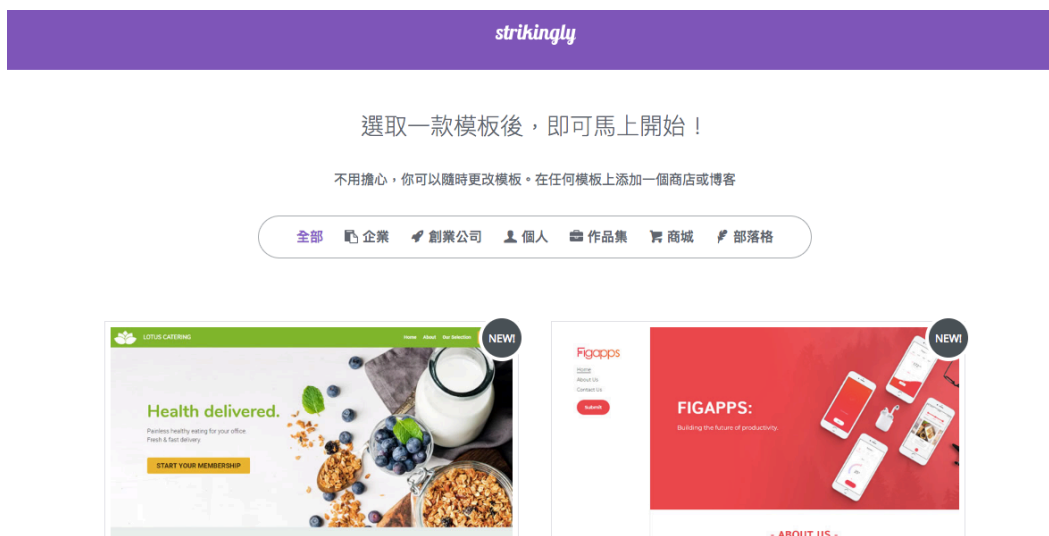 strikingly
選取一款模板後，即可馬上開始！
不用擔心，你可以隨時更改模板。在任何模板上添加一個商店或博客
全部 企業 創業公司 個人 作品集 商城 部落格
LOTUS CATERING Home About Our Selection NEW!
Health delivered.
Painless healthy eating for your office.
Fresh & fast delivery.
START YOUR MEMBERSHIP
NEW!
Figapps
Home
About Us
Contact Us
Submit
FIGAPPS:
Building the future of productivity.
- ABOUT US -